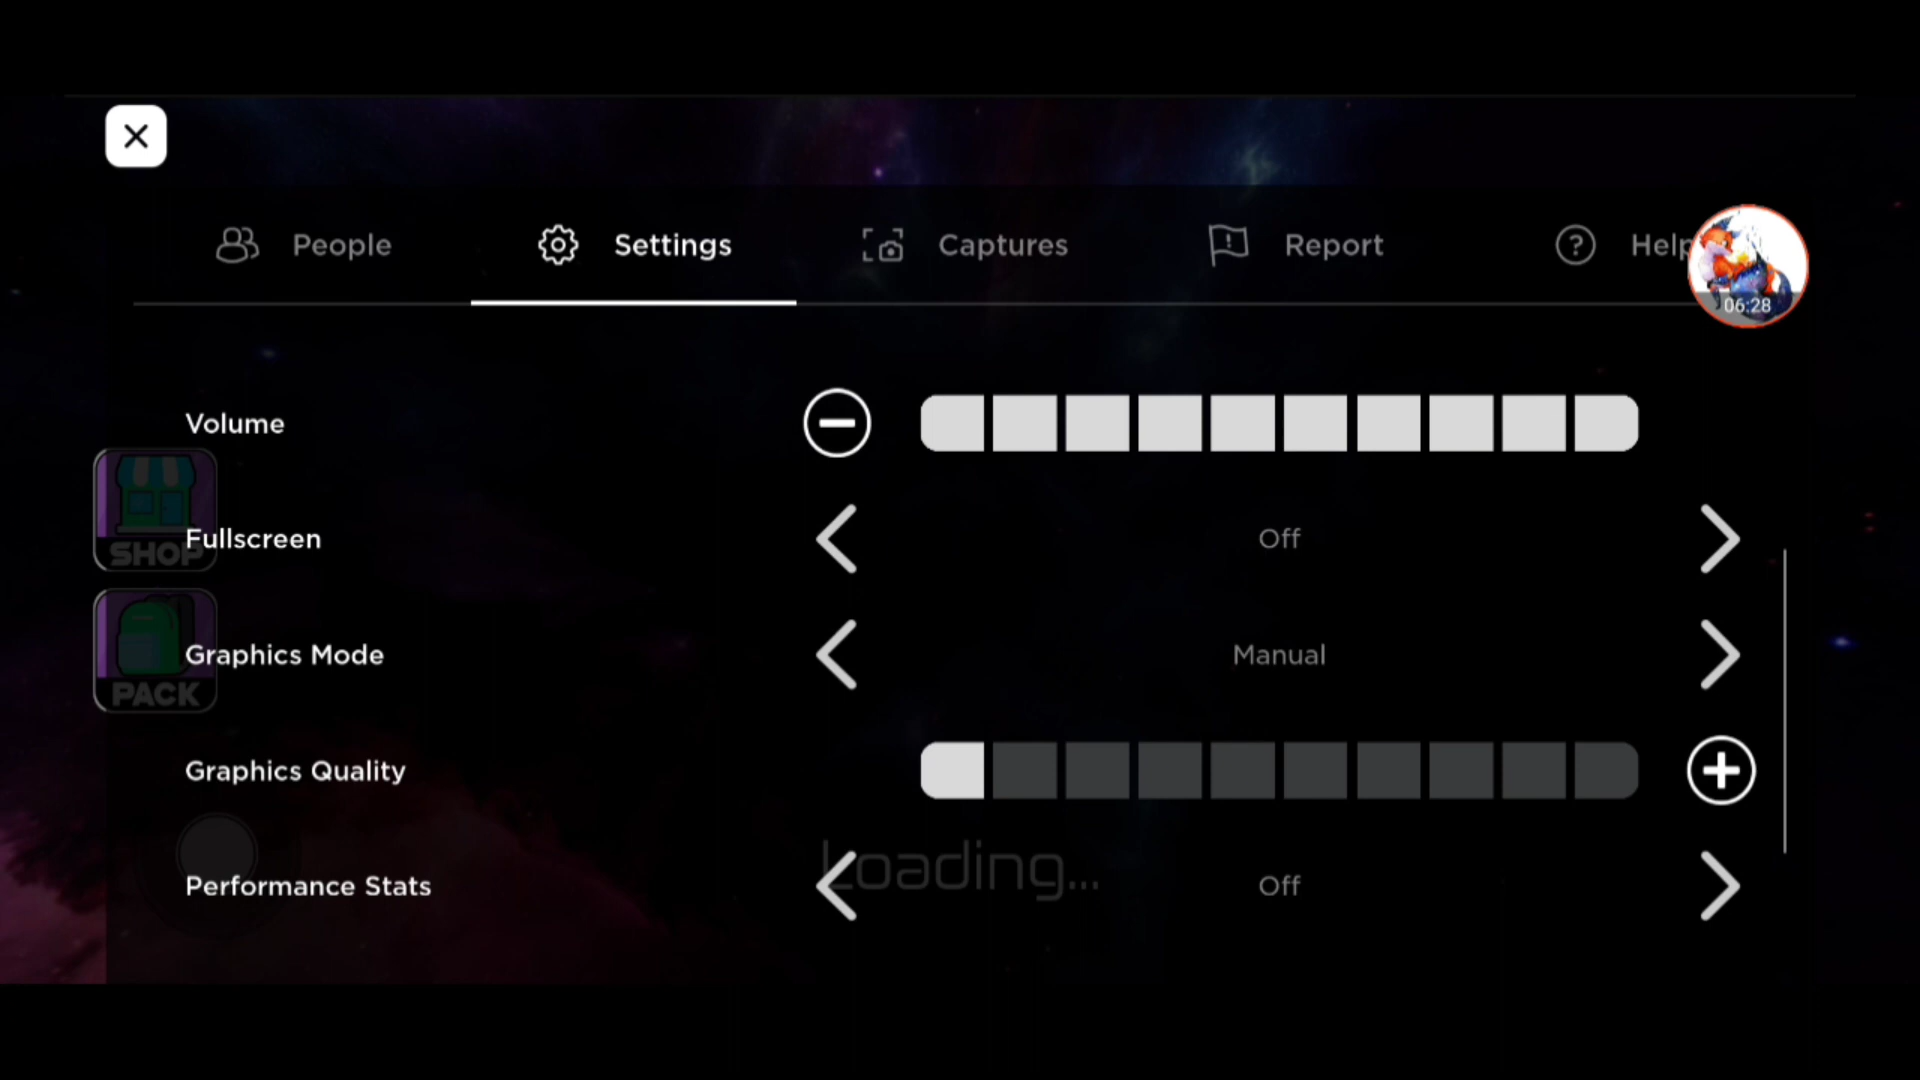 People
Settings
Captures
Report
Help
06:28
Volume
SHOP
Fullscreen
Off
Graphics Mode
Manual
PACK
Graphics Quality
Loading...
Performance Stats
Off